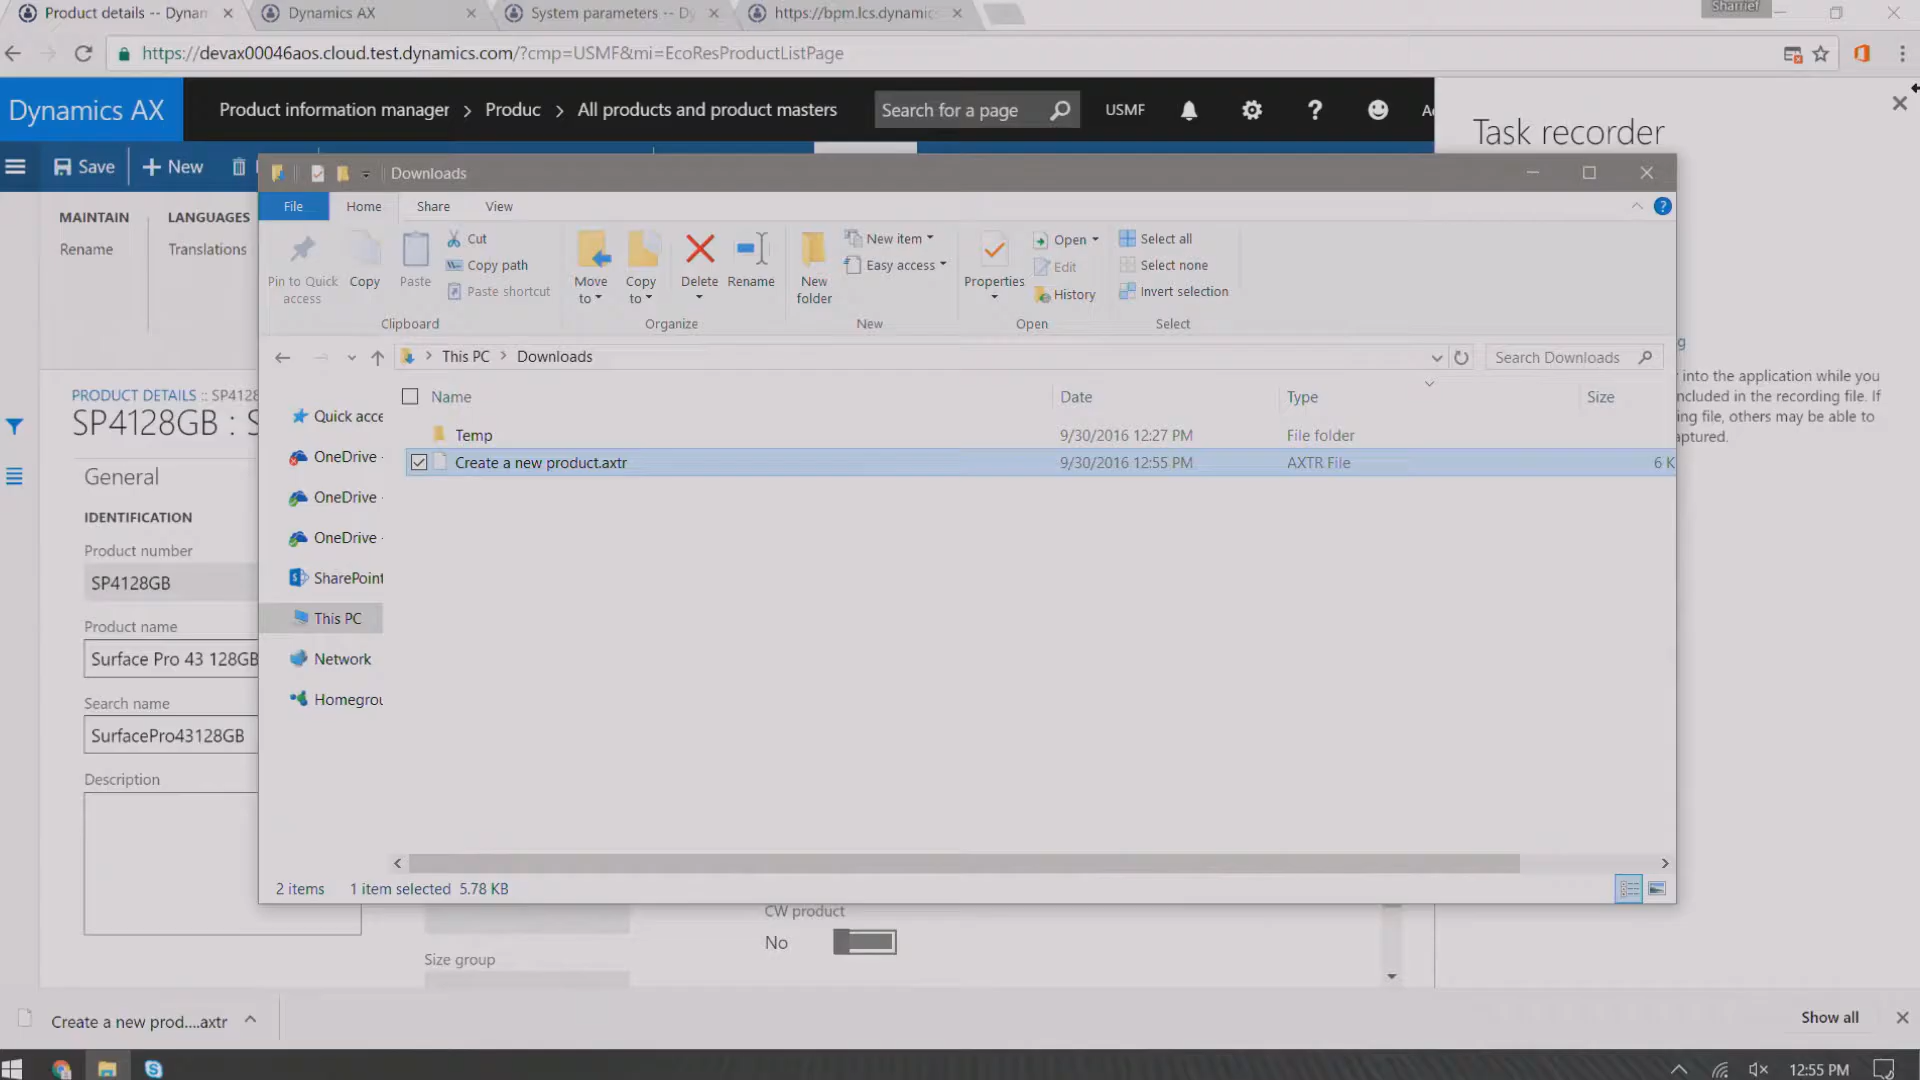 Product details -- Dynam
Dynamics AX
System parameters -- Dy
https://bpm.lcs.dynamic
Sharrief
https://devax00046aos.cloud.test.dynamics.com/?cmp=USMF&mi=EcoResProductListPage
Dynamics AX
Product information manager > Produc > All products and product masters
Search for a page
USMF
Task recorder
Save
New
Downloads
MAINTAIN
LANGUAGES
Rename
Translations
File
Home
Share
View
Pin to Quick
access
Copy
Paste
Cut
Copy path
Paste shortcut
Clipboard
Move
to
Copy
to
Delete
Rename
Organize
New
folder
New item
Easy access
New
Properties
Open
Edit
History
Open
Select all
Select none
Invert selection
Select
This PC > Downloads
Search Downloads
g
into the application while you
ncluded in the recording file. If
ng file, others may be able to
aptured.
Name
Date
Type
Size
Temp
9/30/2016 12:27 PM
File folder
Create a new product.axtr
9/30/2016 12:55 PM
AXTR File
6 K
Quick acce
OneDrive -
OneDrive -
OneDrive -
SharePoint
This PC
Network
Homegrou
PRODUCT DETAILS :: SP4128
SP4128GB : S
General
IDENTIFICATION
Product number
SP4128GB
Product name
Surface Pro 43 128GB
Search name
SurfacePro43128GB
Description
2 items
1 item selected 5.78 KB
CW product
No
Size group
Create a new prod....axtr
Show all
12:55 PM